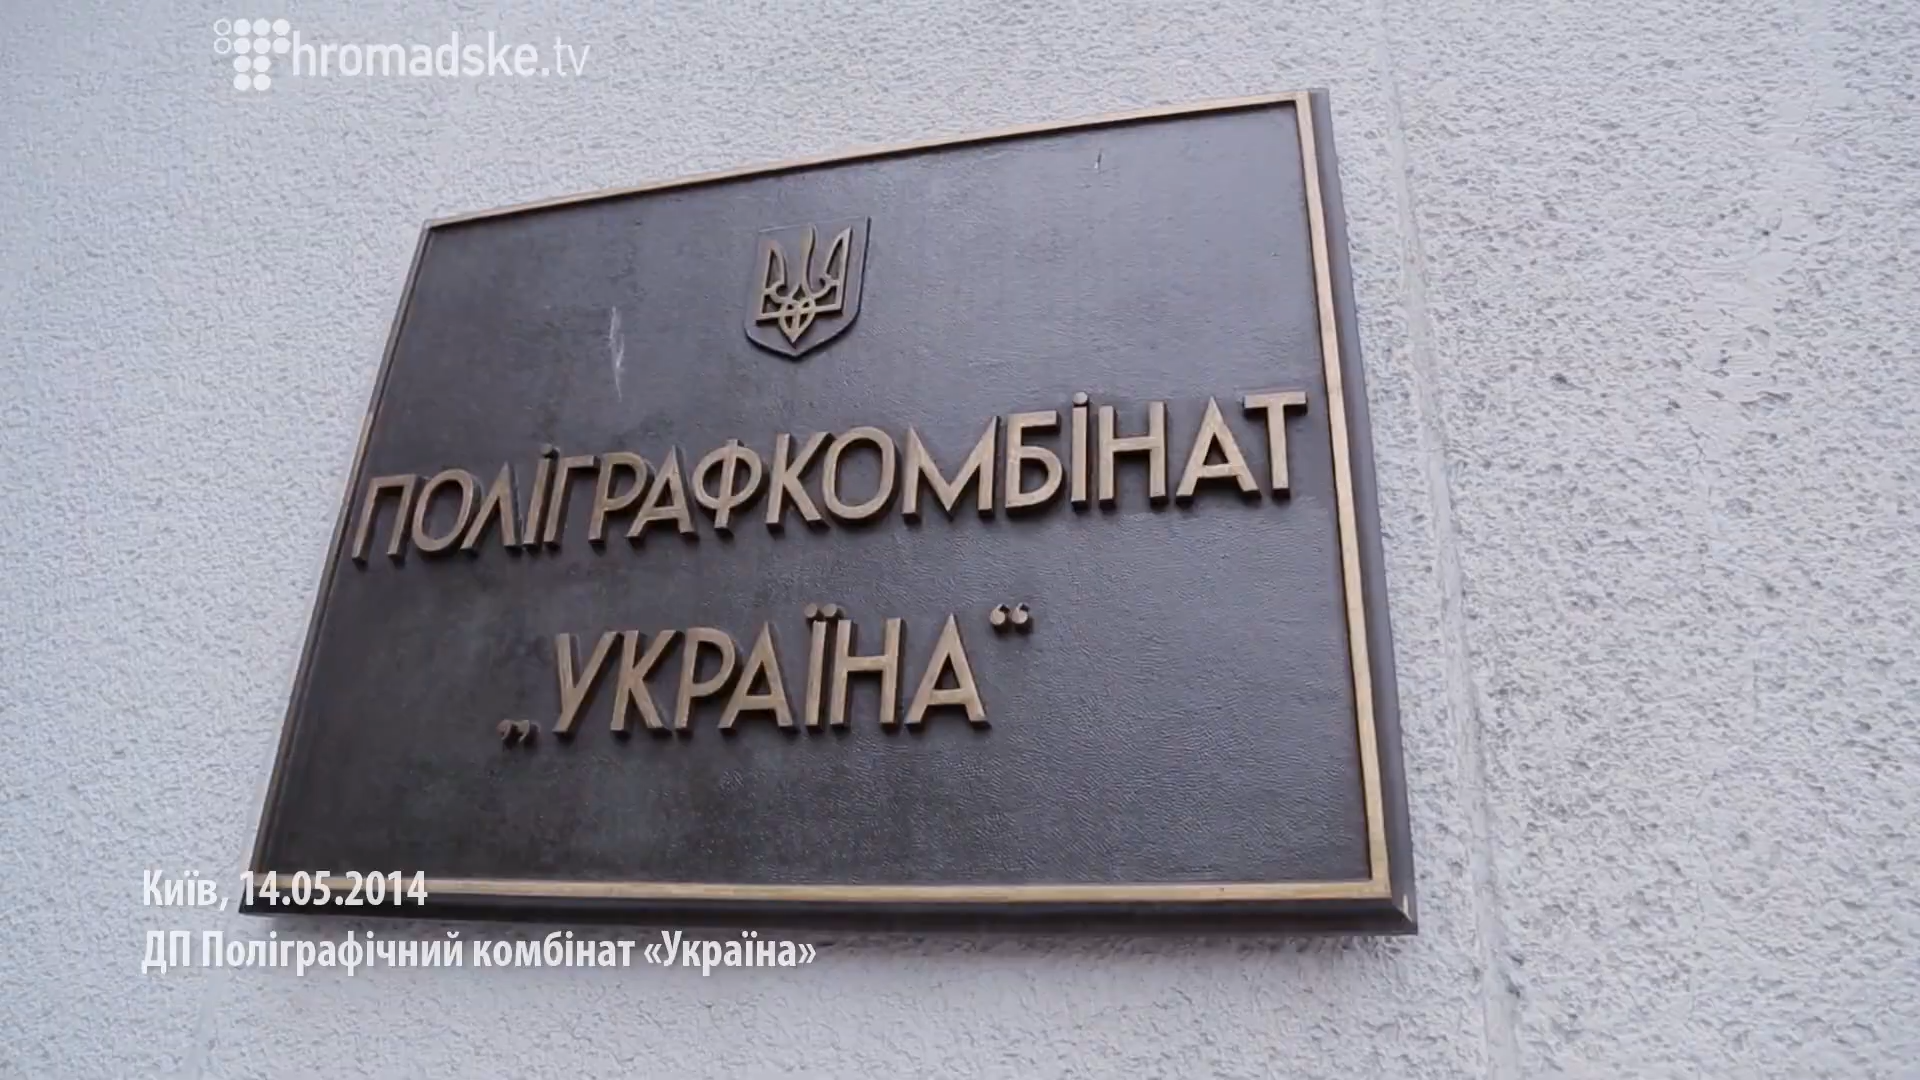 hromadske.tv
ПОЛІГРАФКОМБІНАТ
„УКРАЇНА“
Київ, 14.05.2014
ДП Поліграфічний комбінат «Україна»